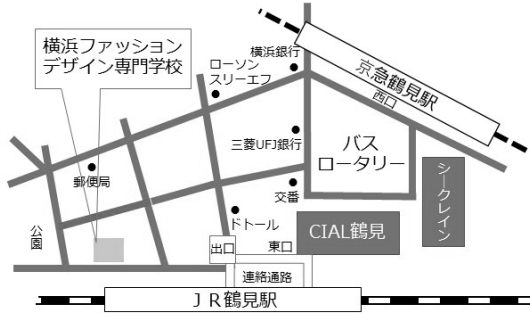 横浜ファッション
デザイン専門学校
横浜銀行
ローソン
スリーエフ
京急鶴見駅
西口
三菱UFJ銀行
バス
ロータリー
郵便局
交番
シークレイン
公園
ドトール
CIAL鶴見
出口
東口
連絡通路
JR鶴見駅